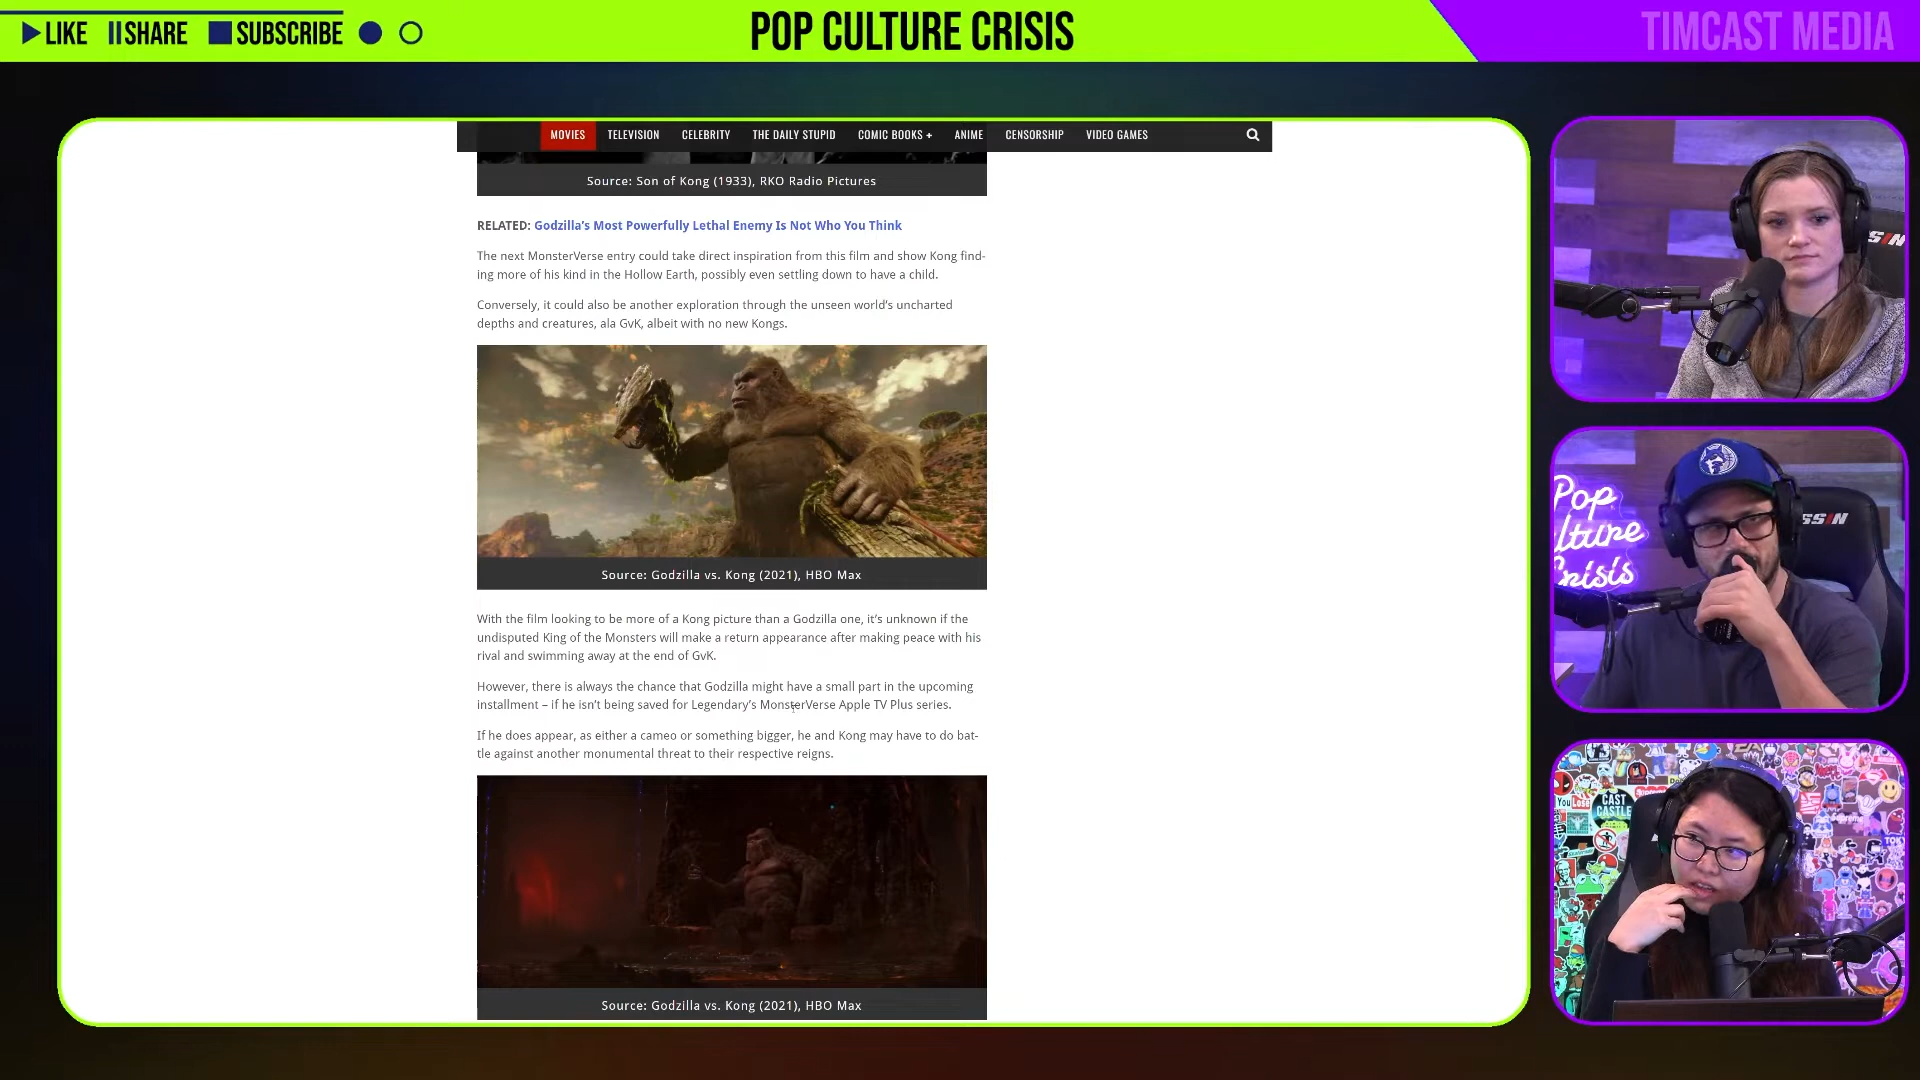 LIKE SHARE SUBSCRIBE
POP CULTURE CRISIS
TIMCAST MEDIA
MOVIES TELEVISION CELEBRITY THE DAILY STUPID COMIC BOOKS + ANIME CENSORSHIP VIDEO GAMES
Source: Son of Kong (1933), RKO Radio Pictures
RELATED: Godzilla's Most Powerfully Lethal Enemy Is Not Who You Think
The next MonsterVerse entry could take direct inspiration from this film and show Kong find-
ing more of his kind in the Hollow Earth, possibly even settling down to have a child.
Conversely, it could also be another exploration through the unseen world's uncharted
depths and creatures, ala GvK, albeit with no new Kongs.
Source: Godzilla vs. Kong (2021), HBO Max
With the film looking to be more of a Kong picture than a Godzilla one, it's unknown if the
undisputed King of the Monsters will make a return appearance after making peace with his
rival and swimming away at the end of GvK.
However, there is always the chance that Godzilla might have a small part in the upcoming
installment – if he isn't being saved for Legendary's MonsterVerse Apple TV Plus series.
If he does appear, as either a cameo or something bigger, he and Kong may have to do bat-
tle against another monumental threat to their respective reigns.
Source: Godzilla vs. Kong (2021), HBO Max
SSIN
Pop
lture
Crisis
CAST
CASTLE
You Lose
Supreme